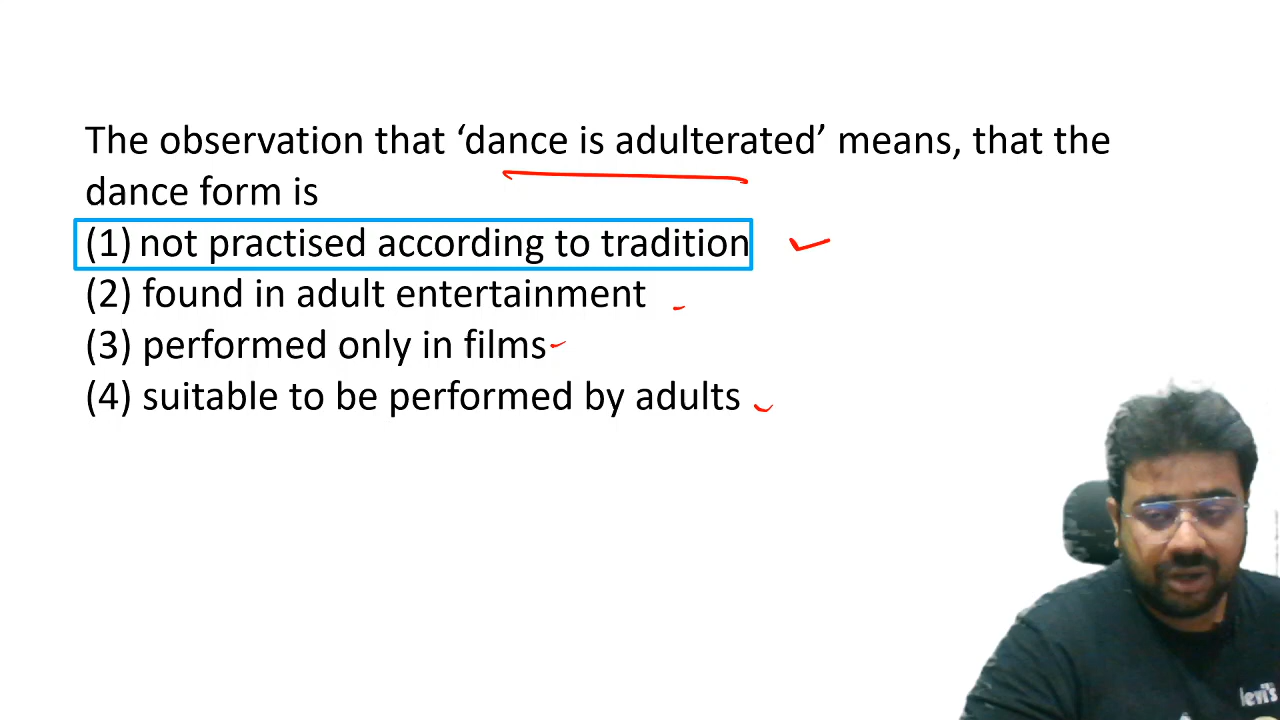 The observation that ‘dance is adulterated’ means, that the
dance form is
(1) not practised according to tradition
(2) found in adult entertainment
(3) performed only in films
(4) suitable to be performed by adults
levi's